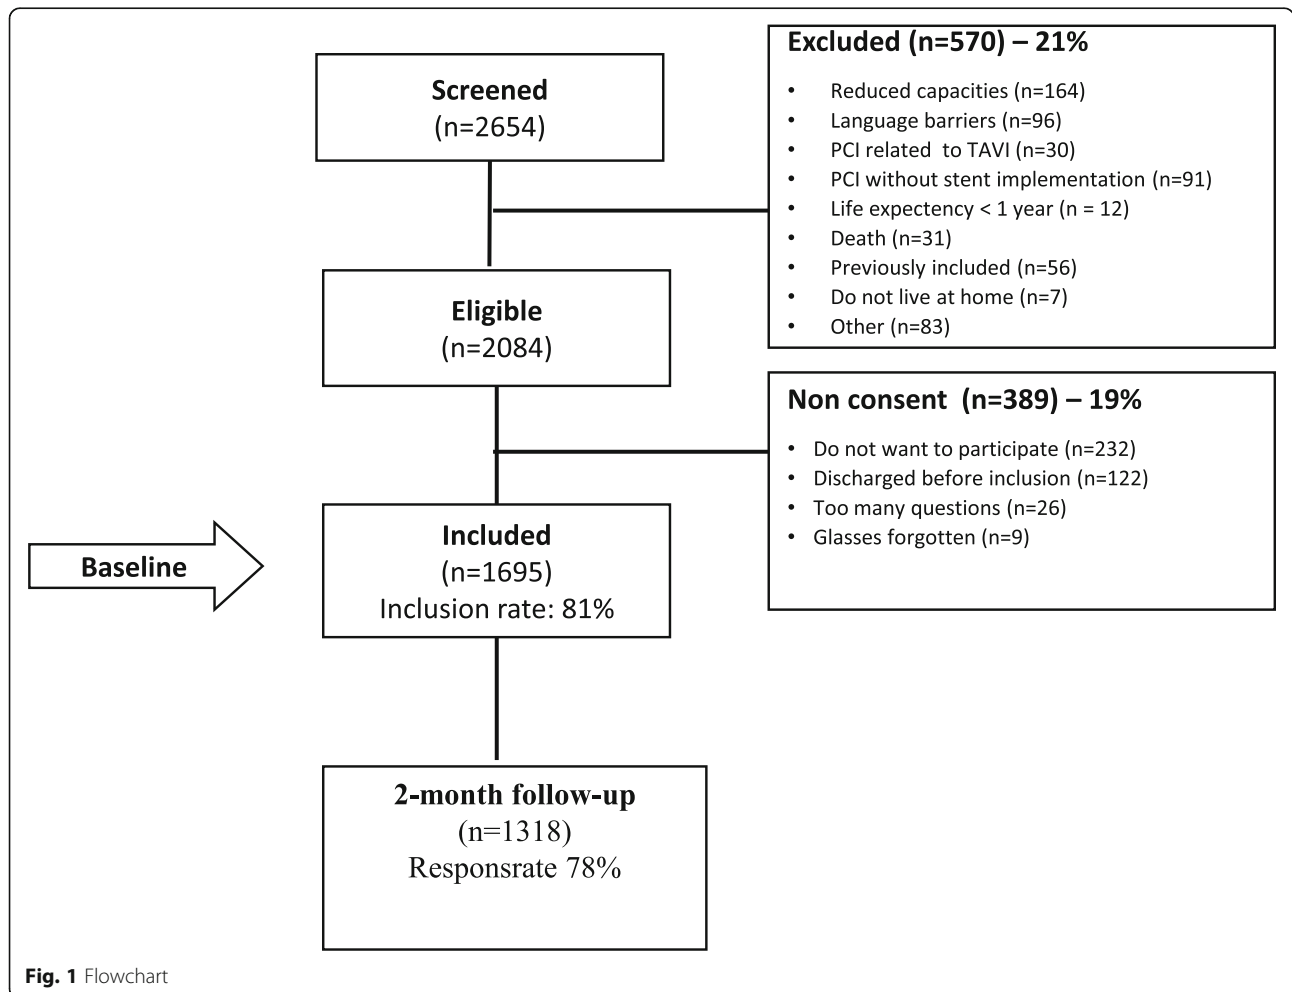 Screened
(n=2654)
Excluded (n=570) – 21%
• Reduced capacities (n=164)
• Language barriers (n=96)
• PCI related  to TAVI (n=30)
• PCI without stent implementation (n=91)
• Life expectency < 1 year (n = 12)
• Death (n=31)
• Previously included (n=56)
• Do not live at home (n=7)
• Other (n=83)
Eligible
(n=2084)
Non consent  (n=389) – 19%
• Do not want to participate (n=232)
• Discharged before inclusion (n=122)
• Too many questions (n=26)
• Glasses forgotten (n=9)
Baseline
Included
(n=1695)
Inclusion rate: 81%
2-month follow-up
(n=1318)
Responsrate 78%
Fig. 1 Flowchart